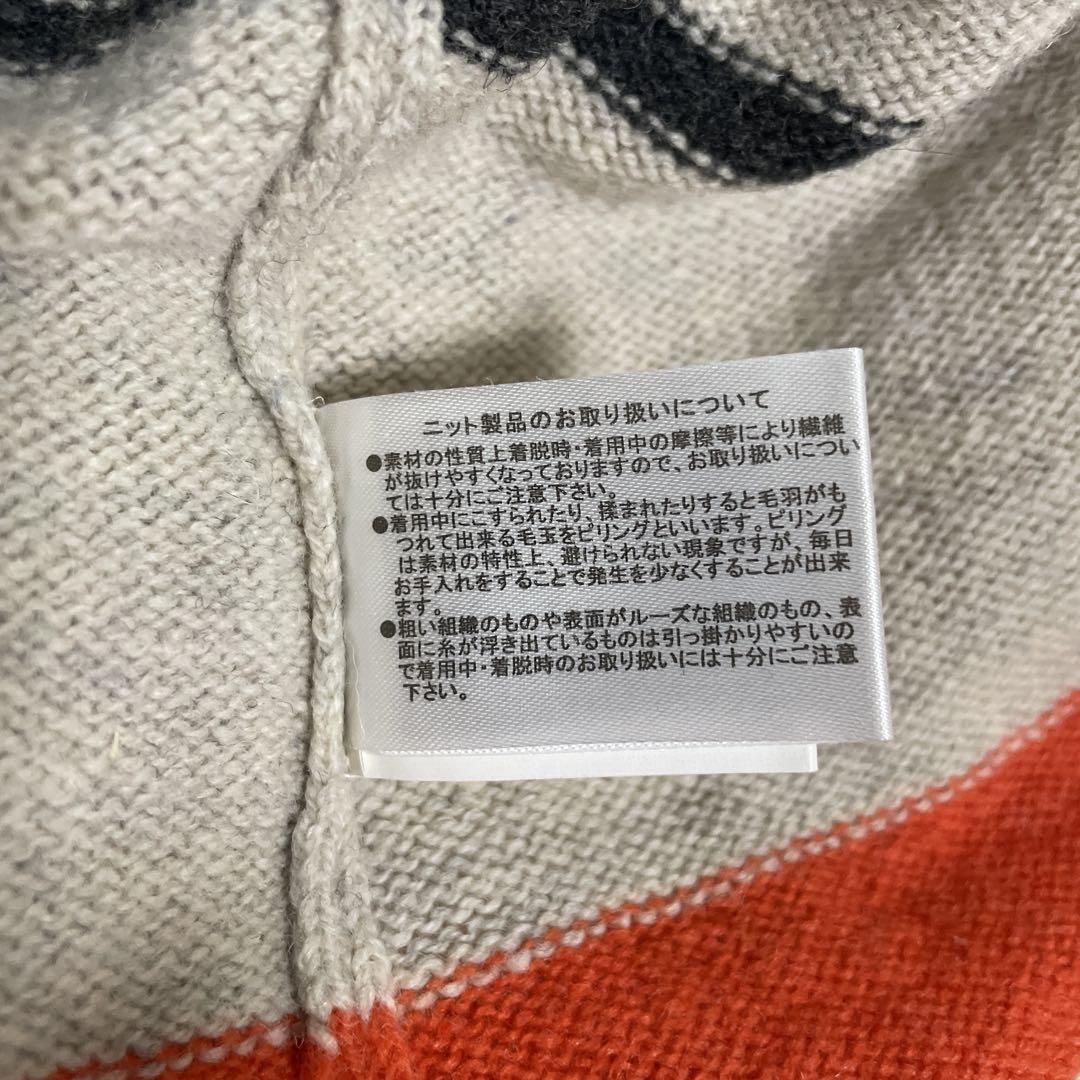 ニット製品のお取り扱いについて
●素材の性質上着脱時・着用中の摩擦等により繊維
が抜けやすくなっておりますので、お取り扱いについ
ては十分にご注意下さい。
●着用中にこすられたり、揉まれたりすると毛羽がも
つれて出来る毛玉をピリングといいます。ピリング
は素材の特性上、避けられない現象ですが、毎日
お手入れをすることで発生を少なくすることが出来
ます。
●粗い組織のものや表面がルーズな組織のもの、表
面に糸が浮き出ているものは引っ掛かりやすいの
で着用中・着脱時のお取り扱いには十分にご注意
下さい。